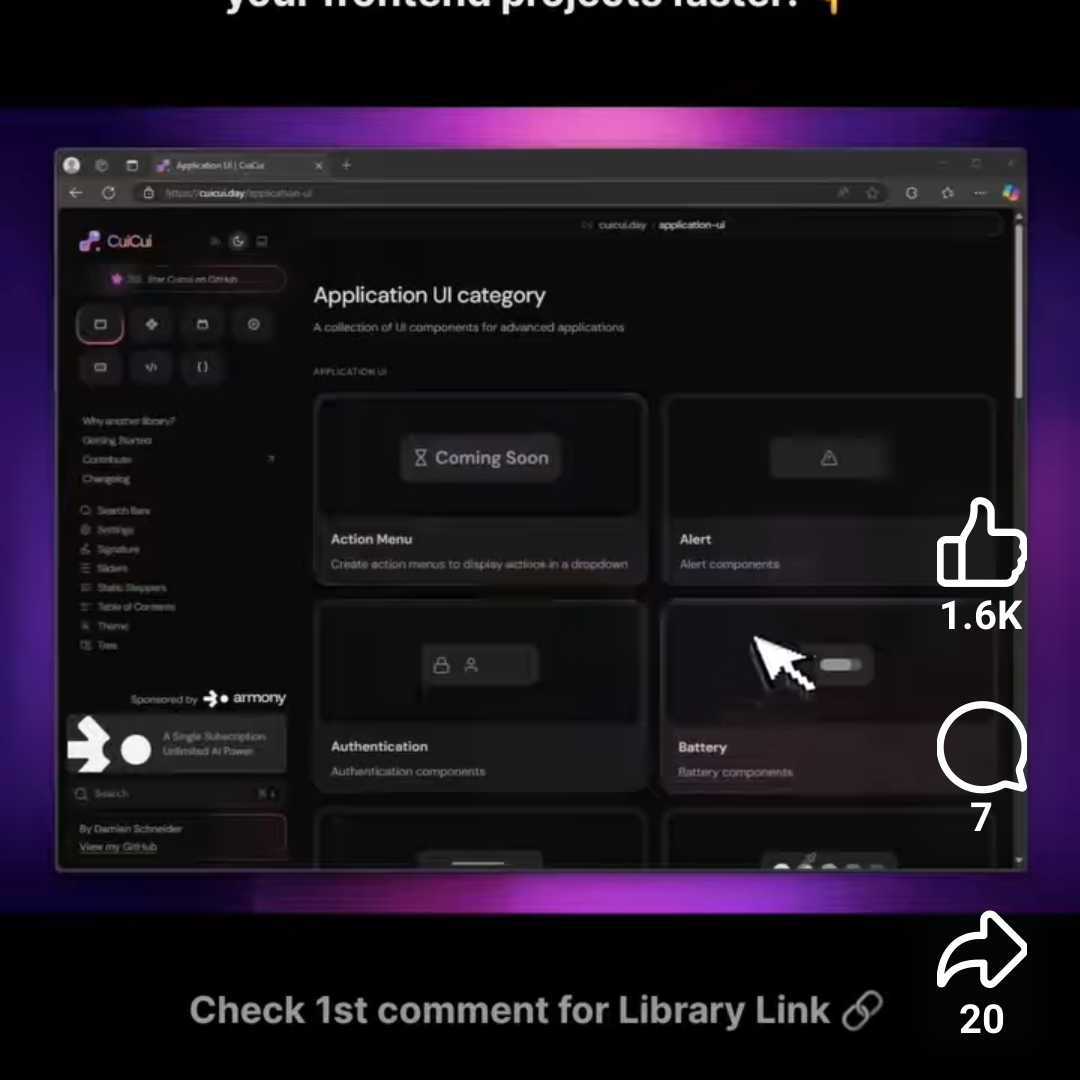 your frontend projects faster! 👇
Application UI | CuiCui
https://cuicui.day/application-ui
cuicui.day / application-ui
CuiCui
Star Cuicui on GitHub
Application UI category
A collection of UI components for advanced applications
APPLICATION UI
Why another library?
Getting Started
Contribute
Changelog
Search Bars
Settings
Signature
Sliders
Static Steppers
Table of Contents
Theme
Tree
Sponsored by armony
A Single Subscription
Unlimited AI Power
Search
By Damien Schneider
View my GitHub
Coming Soon
Action Menu
Create action menus to display actions in a dropdown
Alert
Alert components
Authentication
Authentication components
Battery
Battery components
1.6K
7
20
Check 1st comment for Library Link 🔗